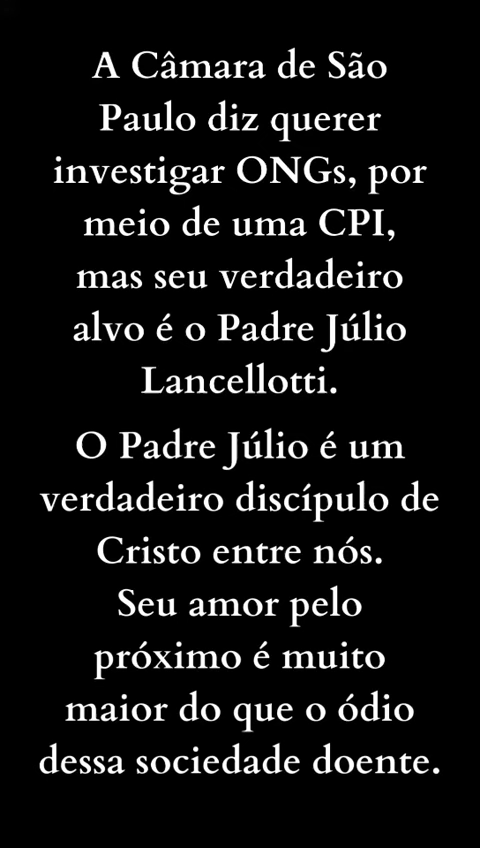 A Câmara de São
Paulo diz querer
investigar ONGs, por
meio de uma CPI,
mas seu verdadeiro
alvo é o Padre Júlio
Lancellotti.
O Padre Júlio é um
verdadeiro discípulo de
Cristo entre nós.
Seu amor pelo
próximo é muito
maior do que o ódio
dessa sociedade doente.